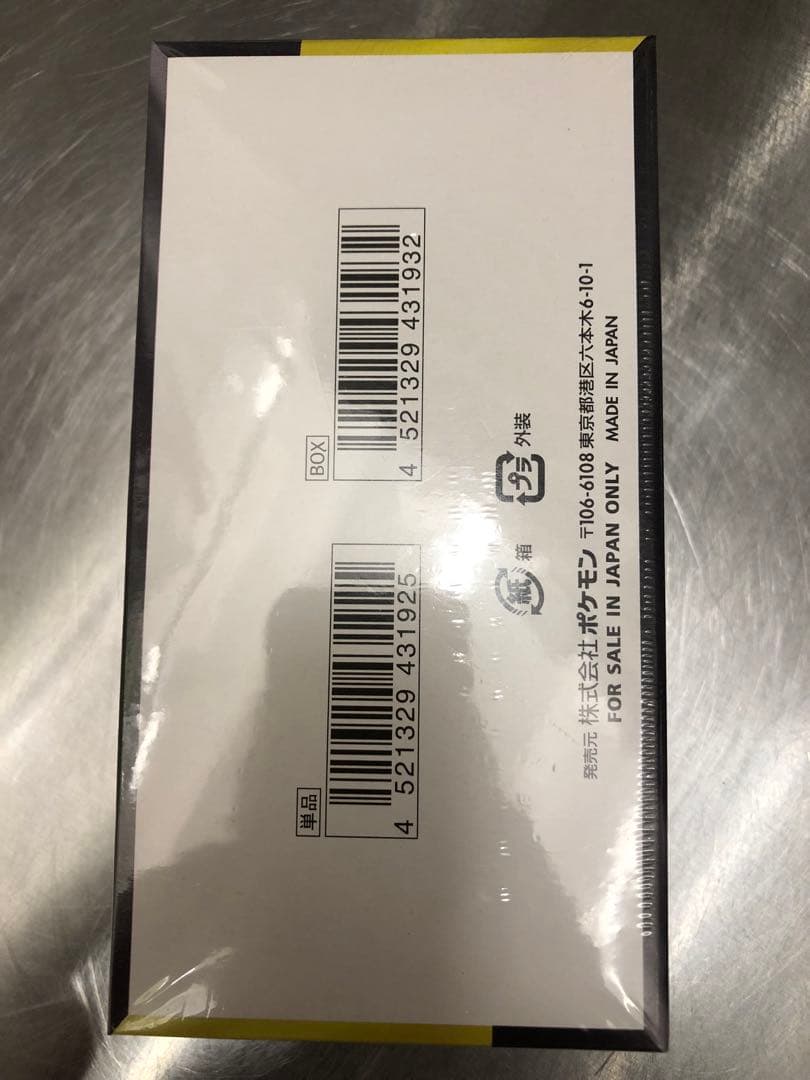 単品
4 521329 431925
BOX
4 521329 431932
紙 箱
プラ 外装
発売元 株式会社ポケモン 〒106-6108 東京都港区六本木6-10-1
FOR SALE IN JAPAN ONLY MADE IN JAPAN